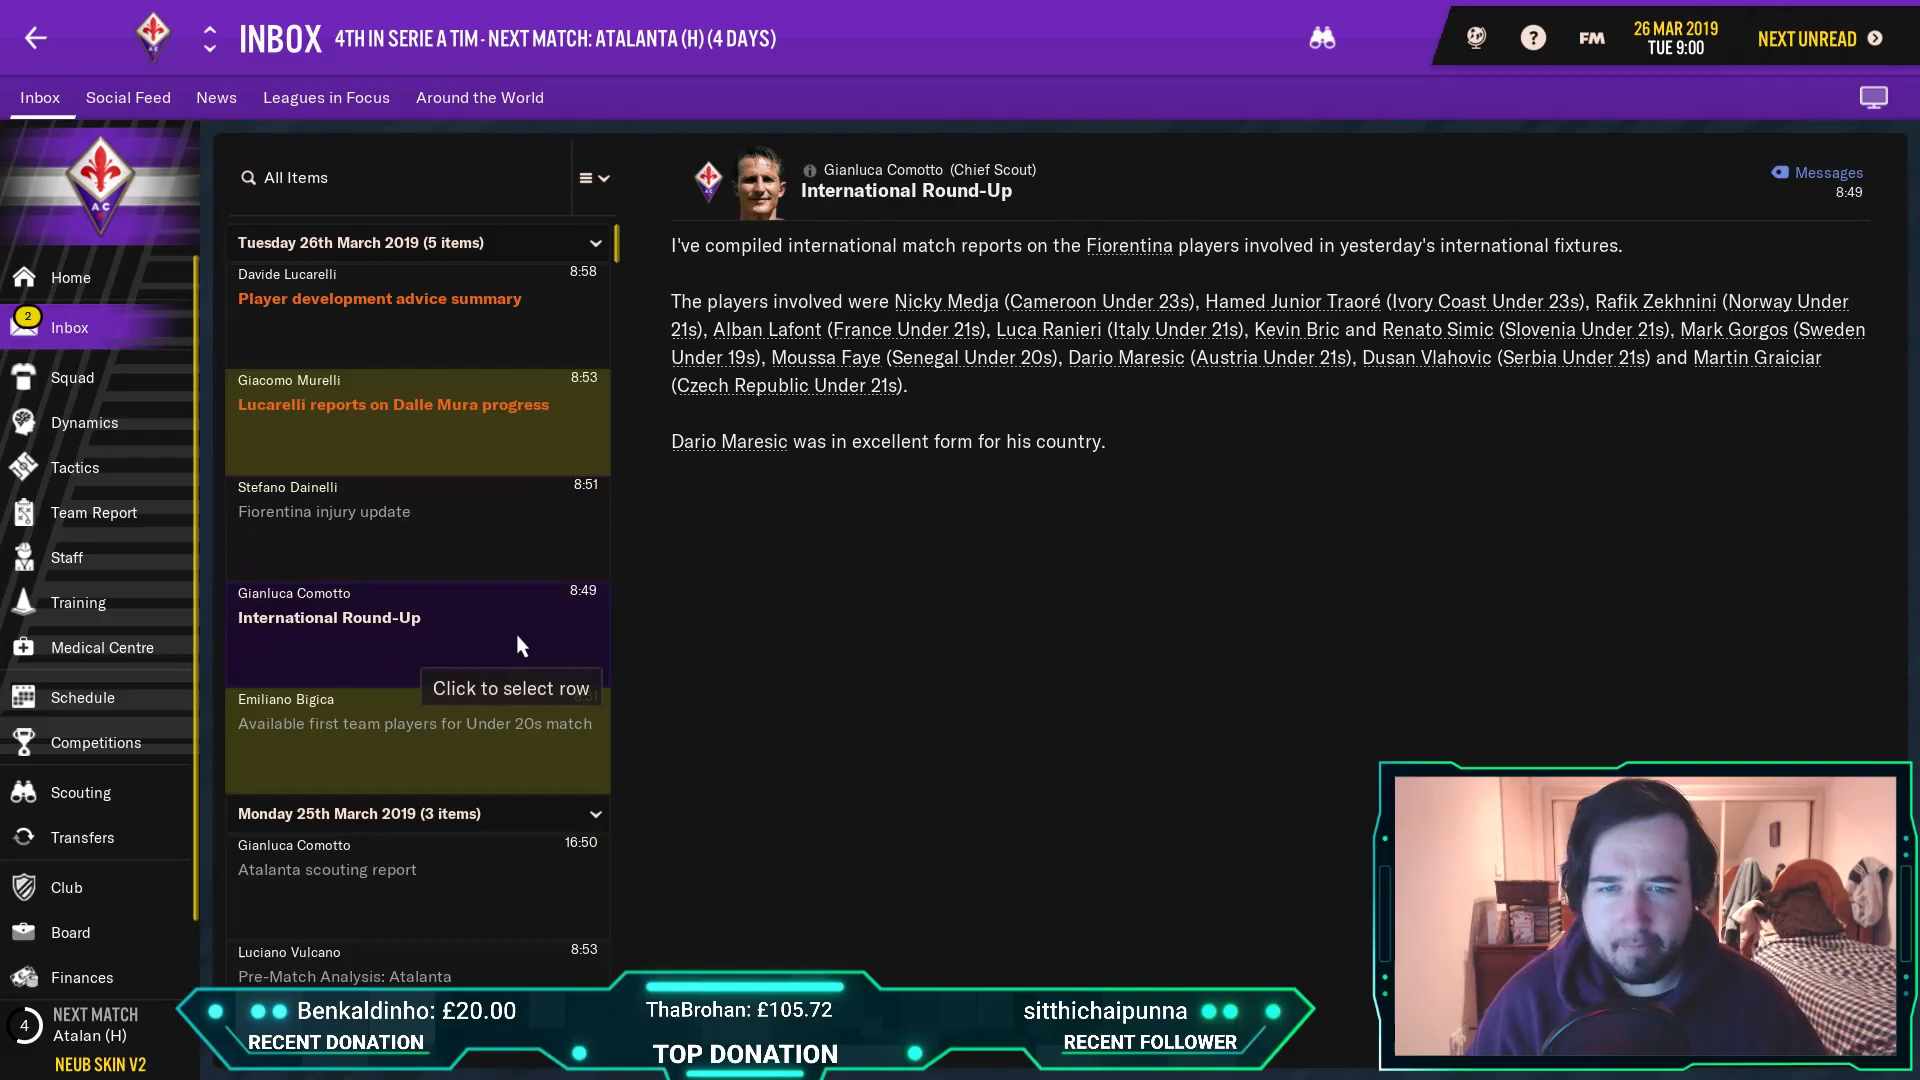 INBOX
4TH IN SERIE A TIM - NEXT MATCH: ATALANTA (H) (4 DAYS)
?
FM
26 MAR 2019
TUE 9:00
NEXT UNREAD
Inbox
Social Feed
News
Leagues in Focus
Around the World
AC
Home
2
Inbox
Squad
Dynamics
Tactics
Team Report
Staff
Training
Medical Centre
Schedule
Competitions
Scouting
Transfers
Club
Board
Finances
4
NEXT MATCH
Atalan (H)
NEUB SKIN V2
All Items
Tuesday 26th March 2019 (5 items)
Davide Lucarelli 8:58
Player development advice summary
Giacomo Murelli 8:53
Lucarelli reports on Dalle Mura progress
Stefano Dainelli 8:51
Fiorentina injury update
Gianluca Comotto 8:49
International Round-Up
Click to select row
Emiliano Bigica
Available first team players for Under 20s match
Monday 25th March 2019 (3 items)
Gianluca Comotto 16:50
Atalanta scouting report
Luciano Vulcano 8:53
Pre-Match Analysis: Atalanta
Gianluca Comotto (Chief Scout)
International Round-Up
Messages
8:49
I've compiled international match reports on the Fiorentina players involved in yesterday's international fixtures.
The players involved were Nicky Medja (Cameroon Under 23s), Hamed Junior Traoré (Ivory Coast Under 23s), Rafik Zekhnini (Norway Under
21s), Alban Lafont (France Under 21s), Luca Ranieri (Italy Under 21s), Kevin Bric and Renato Simic (Slovenia Under 21s), Mark Gorgos (Sweden
Under 19s), Moussa Faye (Senegal Under 20s), Dario Maresic (Austria Under 21s), Dusan Vlahovic (Serbia Under 21s) and Martin Graiciar
(Czech Republic Under 21s).
Dario Maresic was in excellent form for his country.
Benkaldinho: £20.00
RECENT DONATION
ThaBrohan: £105.72
TOP DONATION
sitthichaipunna
RECENT FOLLOWER